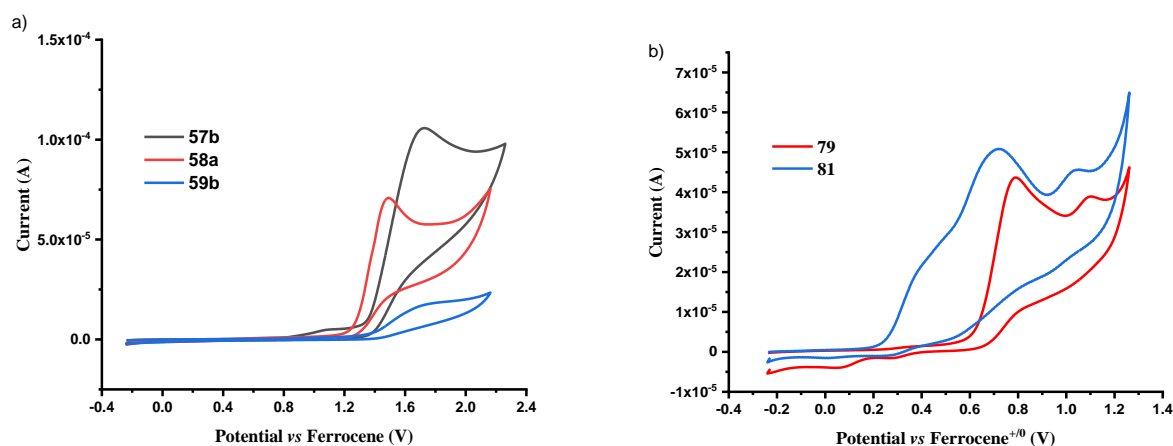 a)
1.5x10⁻⁴
1.0x10⁻⁴
5.0x10⁻⁵
0.0
Current (A)
57b
58a
59b
-0.4 0.0 0.4 0.8 1.2 1.6 2.0 2.4
Potential vs Ferrocene (V)
b)
7x10⁻⁵
6x10⁻⁵
5x10⁻⁵
4x10⁻⁵
3x10⁻⁵
2x10⁻⁵
1x10⁻⁵
0
-1x10⁻⁵
Current (A)
79
81
-0.4 -0.2 0.0 0.2 0.4 0.6 0.8 1.0 1.2 1.4
Potential vs Ferrocene⁺ᐟ⁰ (V)